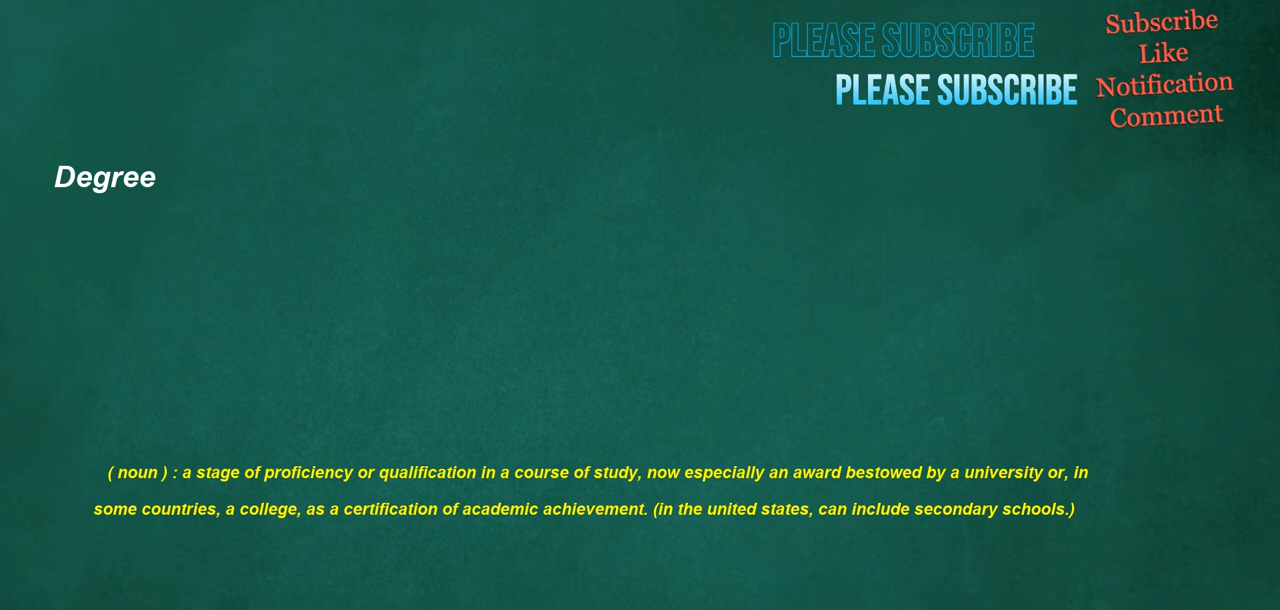 PLEASE SUBSCRIBE
PLEASE SUBSCRIBE
Subscribe
Like
Notification
Comment
Degree
( noun ) : a stage of proficiency or qualification in a course of study, now especially an award bestowed by a university or, in
some countries, a college, as a certification of academic achievement. (in the united states, can include secondary schools.)